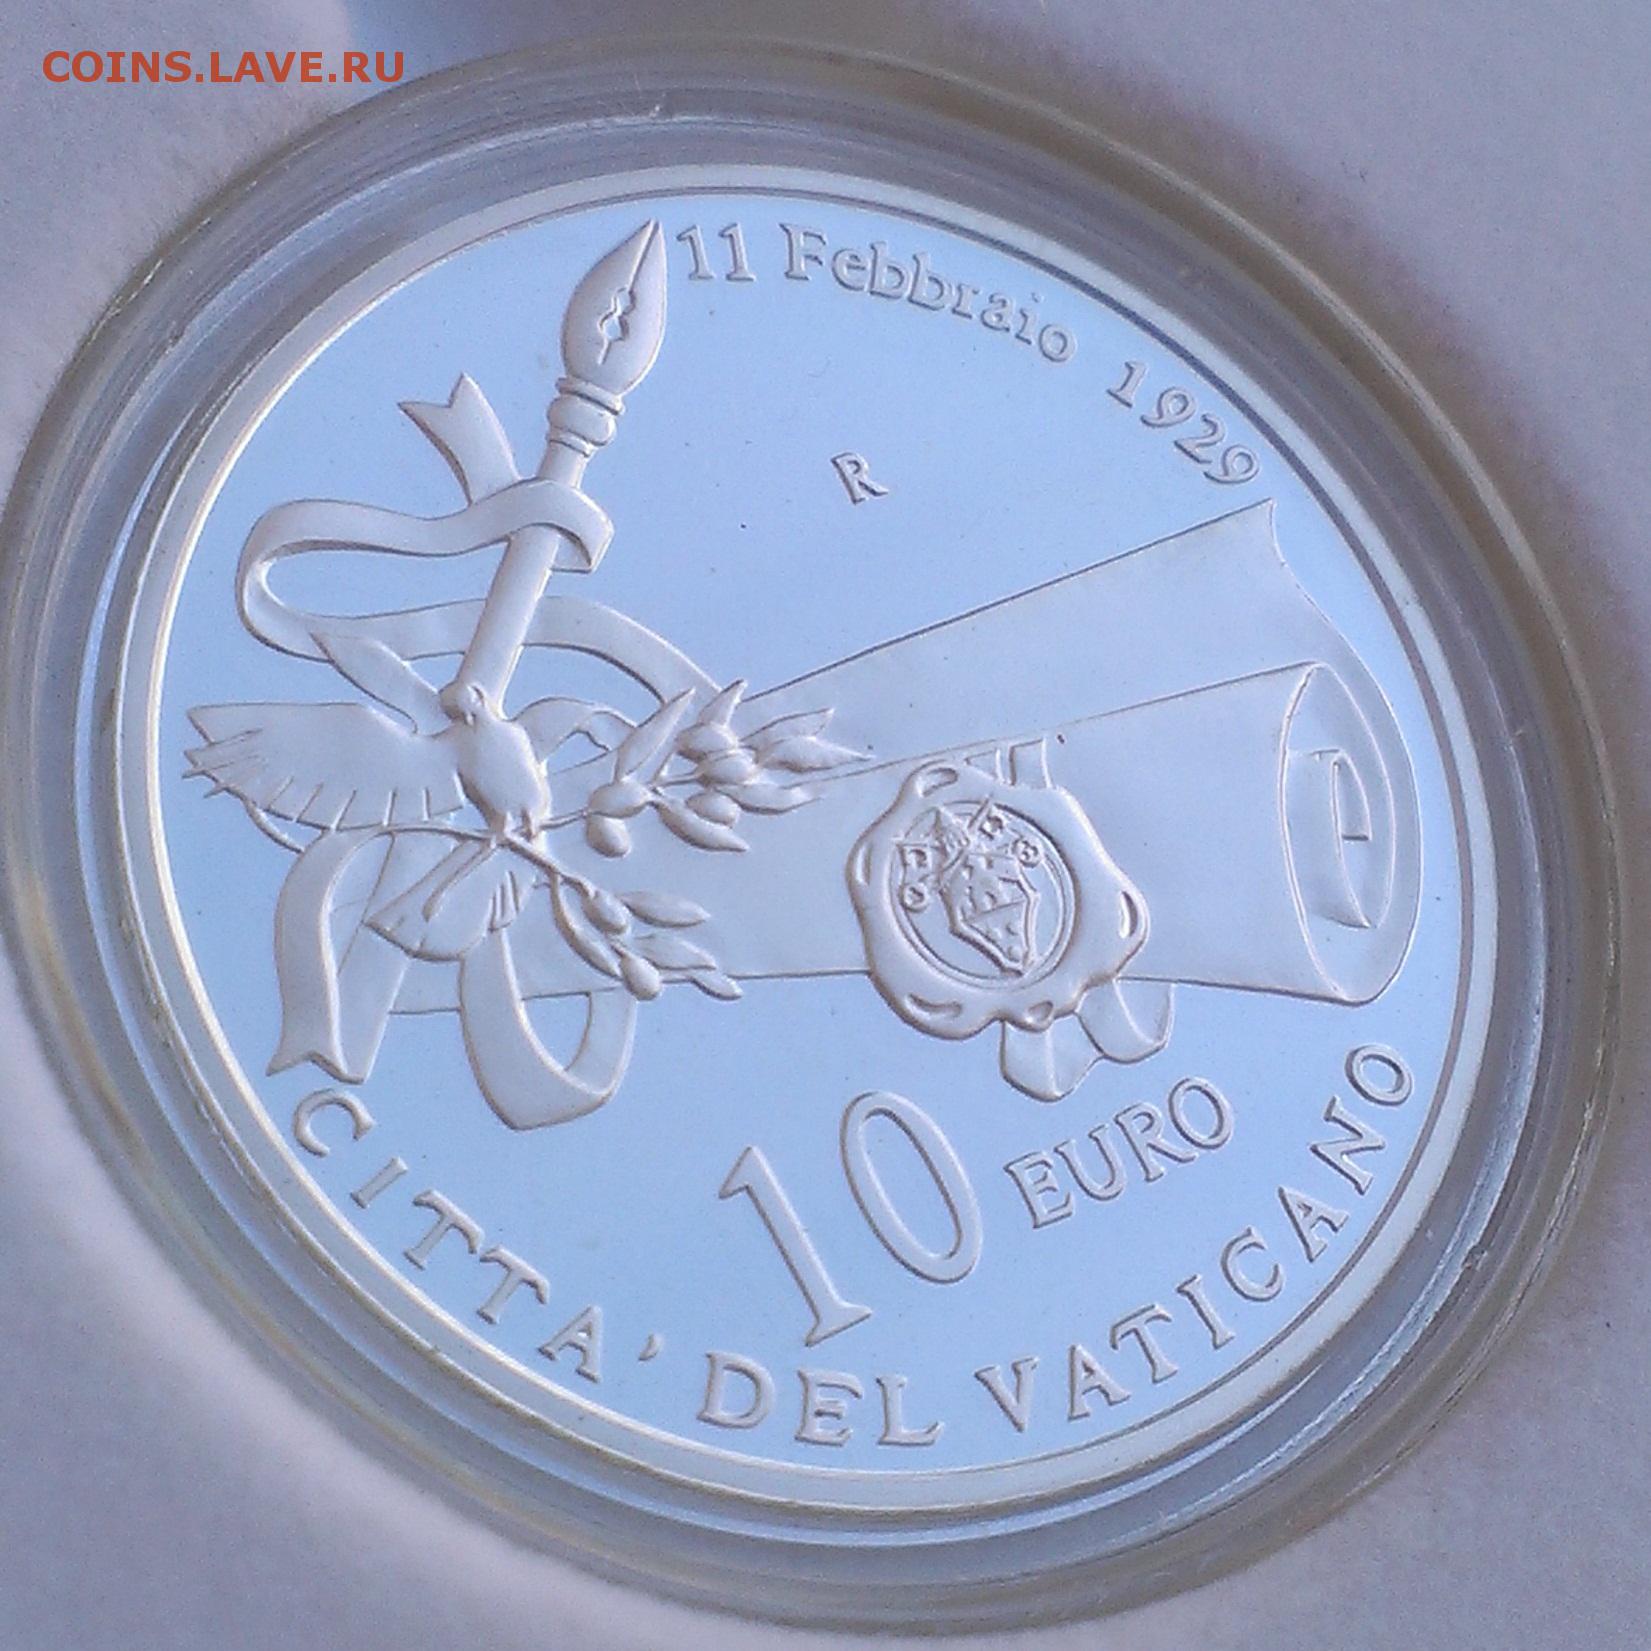 COINS.LAVE.RU
11 Febbraio 1929
R
10 EURO
CITTA' DEL VATICANO